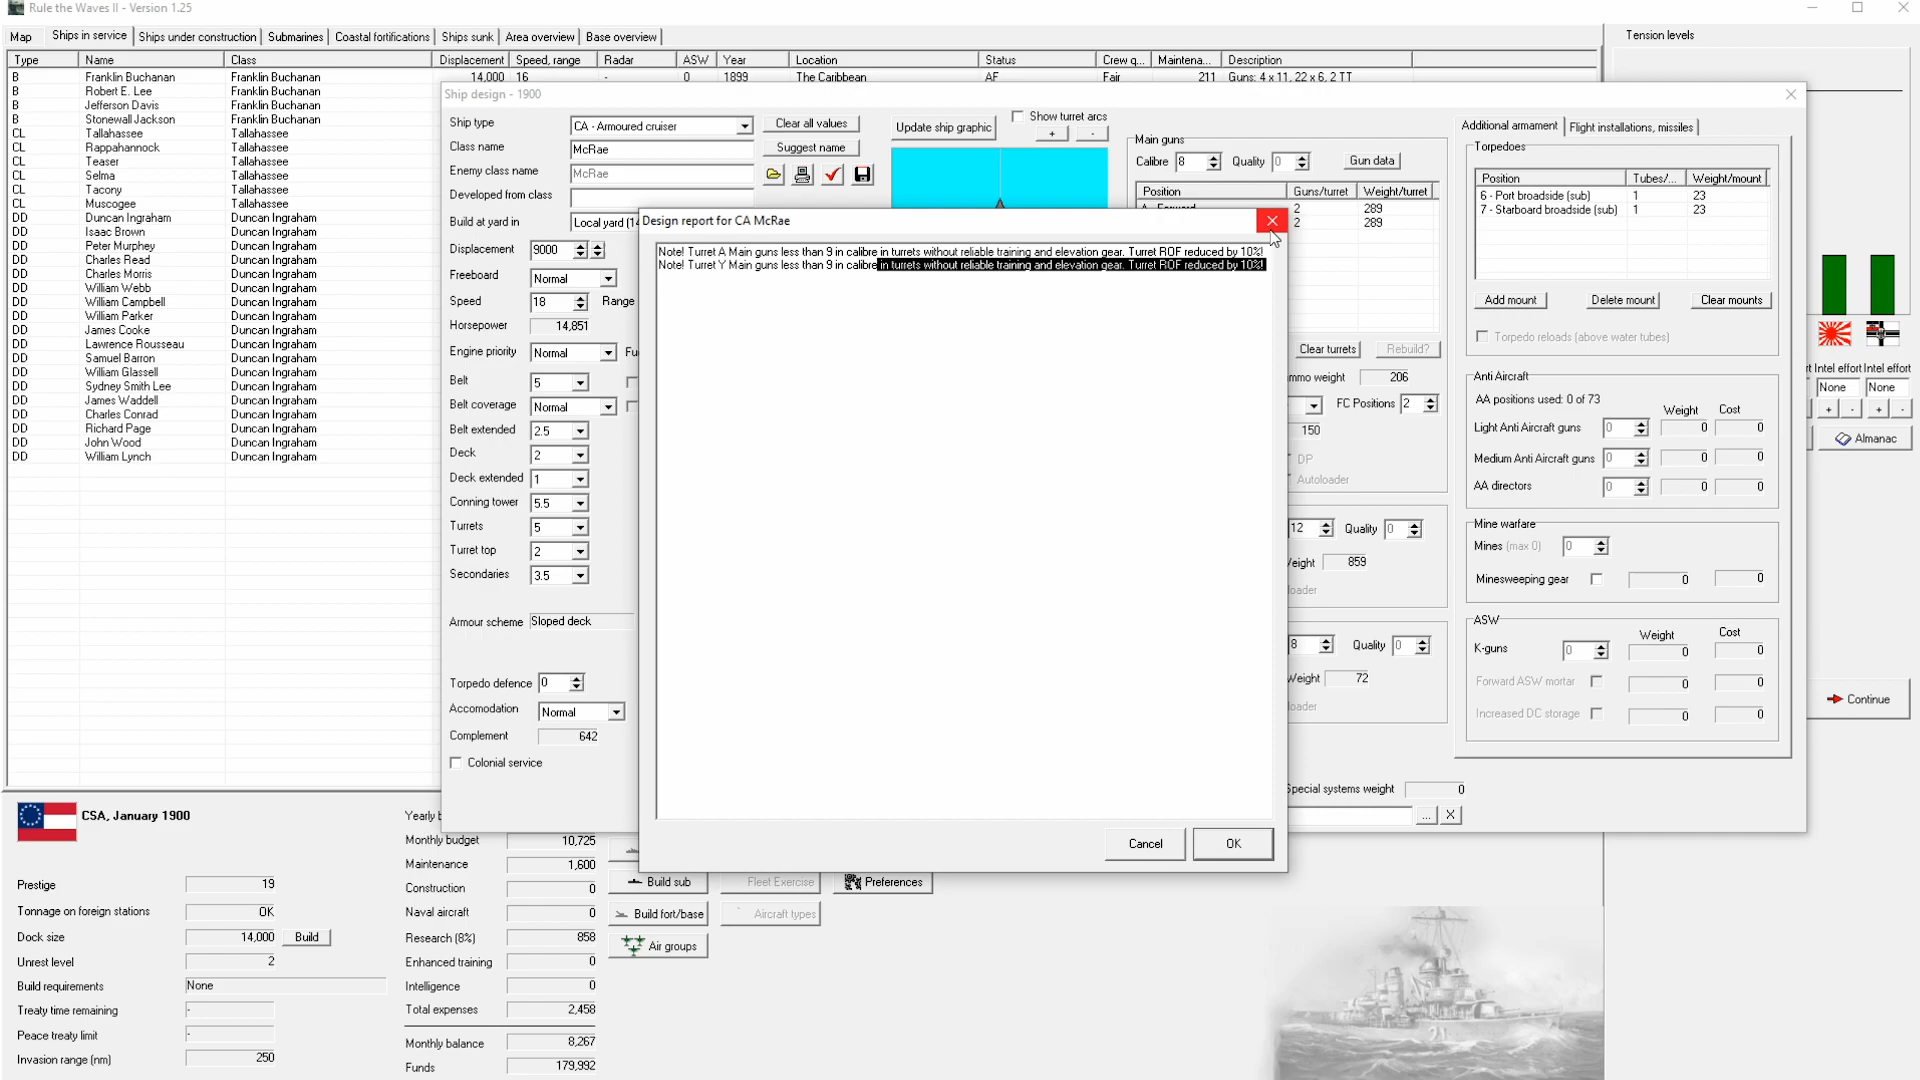 Rule the Waves II - Version 1.25
Map Ships in service Ships under construction Submarines Coastal fortifications Ships sunk Area overview Base overview
Tension levels
Type Name Class Displacement Speed, range Radar ASW Year Location Status Crew q... Maintena... Description
B Franklin Buchanan Franklin Buchanan 14,000 16 - 0 1899 The Caribbean AF Fair 211 Guns: 4 x 11, 22 x 6, 2 TT
B Robert E. Lee Franklin Buchanan
B Jefferson Davis Franklin Buchanan
B Stonewall Jackson Franklin Buchanan
CL Tallahassee Tallahassee
CL Rappahannock Tallahassee
CL Teaser Tallahassee
CL Selma Tallahassee
CL Tacony Tallahassee
CL Muscogee Tallahassee
DD Duncan Ingraham Duncan Ingraham
DD Isaac Brown Duncan Ingraham
DD Peter Murphey Duncan Ingraham
DD Charles Read Duncan Ingraham
DD Charles Morris Duncan Ingraham
DD William Webb Duncan Ingraham
DD William Campbell Duncan Ingraham
DD William Parker Duncan Ingraham
DD James Cooke Duncan Ingraham
DD Lawrence Rousseau Duncan Ingraham
DD Samuel Barron Duncan Ingraham
DD William Glassell Duncan Ingraham
DD Sydney Smith Lee Duncan Ingraham
DD James Waddell Duncan Ingraham
DD Charles Conrad Duncan Ingraham
DD Richard Page Duncan Ingraham
DD John Wood Duncan Ingraham
DD William Lynch Duncan Ingraham
Ship design - 1900
Ship type CA - Armoured cruiser Clear all values
Class name McRae Suggest name
Enemy class name McRae
Developed from class
Build at yard in Local yard (14
Displacement 9000
Freeboard Normal
Speed 18 Range
Horsepower 14,851
Engine priority Normal Fu
Belt 5
Belt coverage Normal
Belt extended 2.5
Deck 2
Deck extended 1
Conning tower 5.5
Turrets 5
Turret top 2
Secondaries 3.5
Armour scheme Sloped deck
Torpedo defence 0
Accomodation Normal
Complement 642
Colonial service
Update ship graphic Show turret arcs
+ -
Main guns
Calibre 8 Quality 0 Gun data
Position Guns/turret Weight/turret
A - Forward 2 289
2 289
Clear turrets Rebuild?
mmo weight 206
FC Positions 2
150
DP
Autoloader
12 Quality 0
Weight 859
loader
8 Quality 0
Weight 72
loader
Special systems weight 0
... X
Design report for CA McRae
Note! Turret A Main guns less than 9 in calibre in turrets without reliable training and elevation gear. Turret ROF reduced by 10%!
Note! Turret Y Main guns less than 9 in calibre in turrets without reliable training and elevation gear. Turret ROF reduced by 10%!
Cancel OK
Additional armament Flight installations, missiles
Torpedoes
Position Tubes/... Weight/mount
6 - Port broadside (sub) 1 23
7 - Starboard broadside (sub) 1 23
Add mount Delete mount Clear mounts
Torpedo reloads (above water tubes)
Anti Aircraft
AA positions used: 0 of 73
Weight Cost
Light Anti Aircraft guns 0 0 0
Medium Anti Aircraft guns 0 0 0
AA directors 0 0 0
Mine warfare
Mines (max 0) 0
Minesweeping gear 0 0
ASW
Weight Cost
K-guns 0 0 0
Forward ASW mortar 0 0
Increased DC storage 0 0
rt Intel effort Intel effort
None None
+ - + -
Almanac
Continue
CSA, January 1900
Prestige 19
Tonnage on foreign stations OK
Dock size 14,000 Build
Unrest level 2
Build requirements None
Treaty time remaining -
Peace treaty limit -
Invasion range (nm) 250
Yearly b
Monthly budget 10,725
Maintenance 1,600
Construction 0
Naval aircraft 0
Research (8%) 858
Enhanced training 0
Intelligence 0
Total expenses 2,458
Monthly balance 8,267
Funds 179,992
Build sub Fleet Exercise Preferences
Build fort/base Aircraft types
Air groups